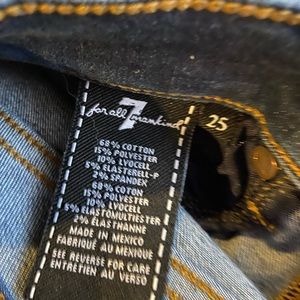 7
for all mankind
25
68% COTTON
15% POLYESTER
10% LYOCELL
5% ELASTERELL-P
2% SPANDEX
68% COTON
15% POLYESTER
10% LYOCELL
5% ELASTOMULTIESTER
2% ELASTHANNE
MADE IN MEXICO
FABRIQUÉ AU MEXIQUE
SEE REVERSE FOR CARE
ENTRETIEN AU VERSO